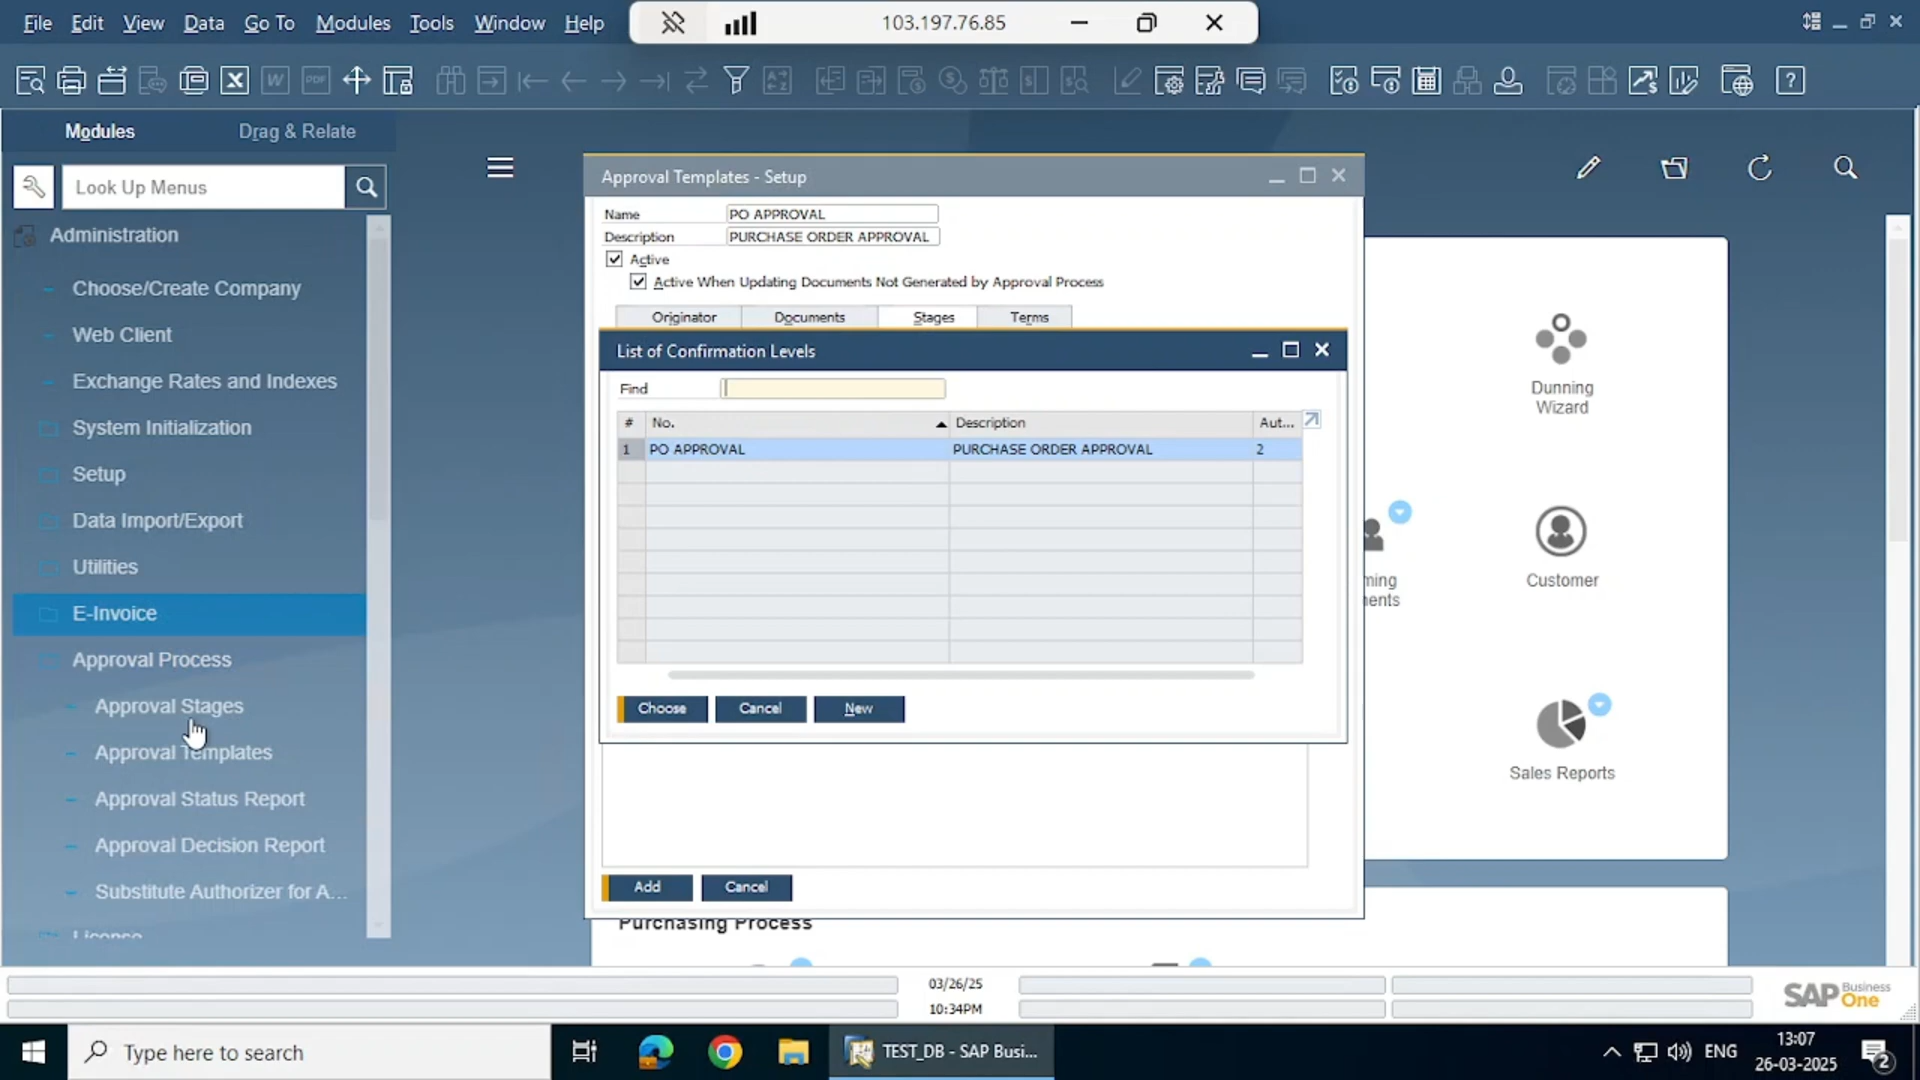 File Edit View Data Go To Modules Tools Window Help
103.197.76.85
Modules Drag & Relate
Look Up Menus
Administration
Choose/Create Company
Web Client
Exchange Rates and Indexes
System Initialization
Setup
Data Import/Export
Utilities
E-Invoice
Approval Process
Approval Stages
Approval Templates
Approval Status Report
Approval Decision Report
Substitute Authorizer for A...
License
Approval Templates - Setup
Name PO APPROVAL
Description PURCHASE ORDER APPROVAL
Active
Active When Updating Documents Not Generated by Approval Process
Originator Documents Stages Terms
List of Confirmation Levels
Find
# No. Description Aut...
1 PO APPROVAL PURCHASE ORDER APPROVAL 2
Choose Cancel New
Add Cancel
Dunning
Wizard
ming
ents
Customer
Sales Reports
Purchasing Process
03/26/25
10:34PM
SAP Business One
Type here to search
TEST_DB - SAP Busi...
ENG
13:07
26-03-2025
2